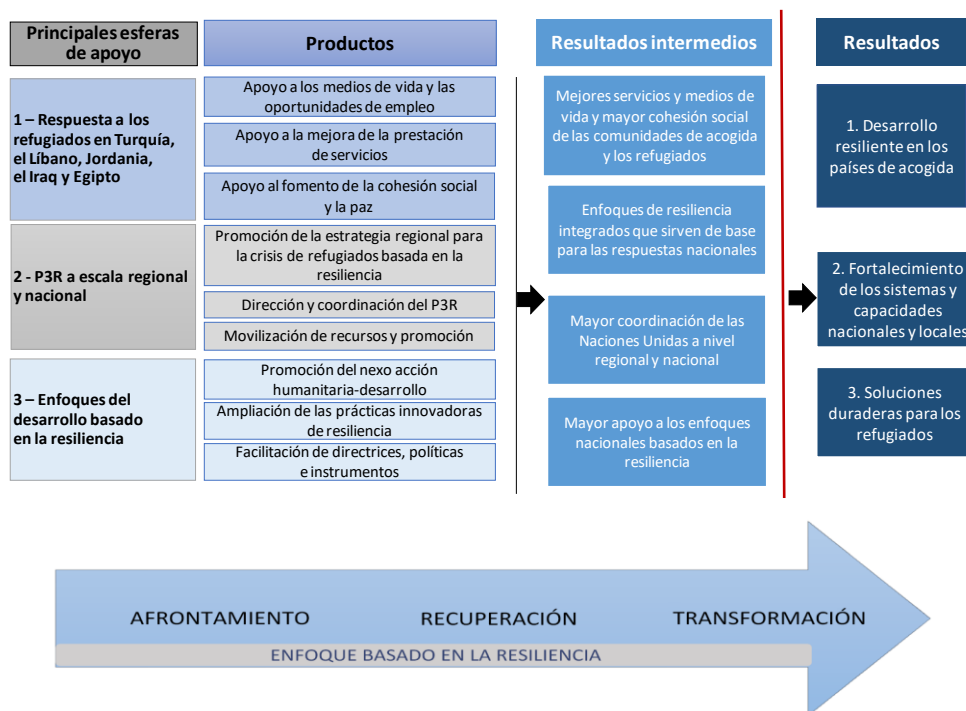 Principales esferas
de apoyo
Productos
Resultados intermedios
Resultados
1 – Respuesta a los
refugiados en Turquía,
el Líbano, Jordania,
el Iraq y Egipto
Apoyo a los medios de vida y las
oportunidades de empleo
Apoyo a la mejora de la prestación
de servicios
Apoyo al fomento de la cohesión social
y la paz
2 - P3R a escala regional
y nacional
Promoción de la estrategia regional para
la crisis de refugiados basada en la
resiliencia
Dirección y coordinación del P3R
Movilización de recursos y promoción
3 – Enfoques del
desarrollo basado
en la resiliencia
Promoción del nexo acción
humanitaria-desarrollo
Ampliación de las prácticas innovadoras
de resiliencia
Facilitación de directrices, políticas
e instrumentos
Mejores servicios y medios de
vida y mayor cohesión social
de las comunidades de acogida
y los refugiados
Enfoques de resiliencia
integrados que sirven de base
para las respuestas nacionales
Mayor coordinación de las
Naciones Unidas a nivel
regional y nacional
Mayor apoyo a los enfoques
nacionales basados en la
resiliencia
1. Desarrollo
resiliente en los
países de acogida
2. Fortalecimiento
de los sistemas y
capacidades
nacionales y locales
3. Soluciones
duraderas para los
refugiados
AFRONTAMIENTO RECUPERACIÓN TRANSFORMACIÓN
ENFOQUE BASADO EN LA RESILIENCIA